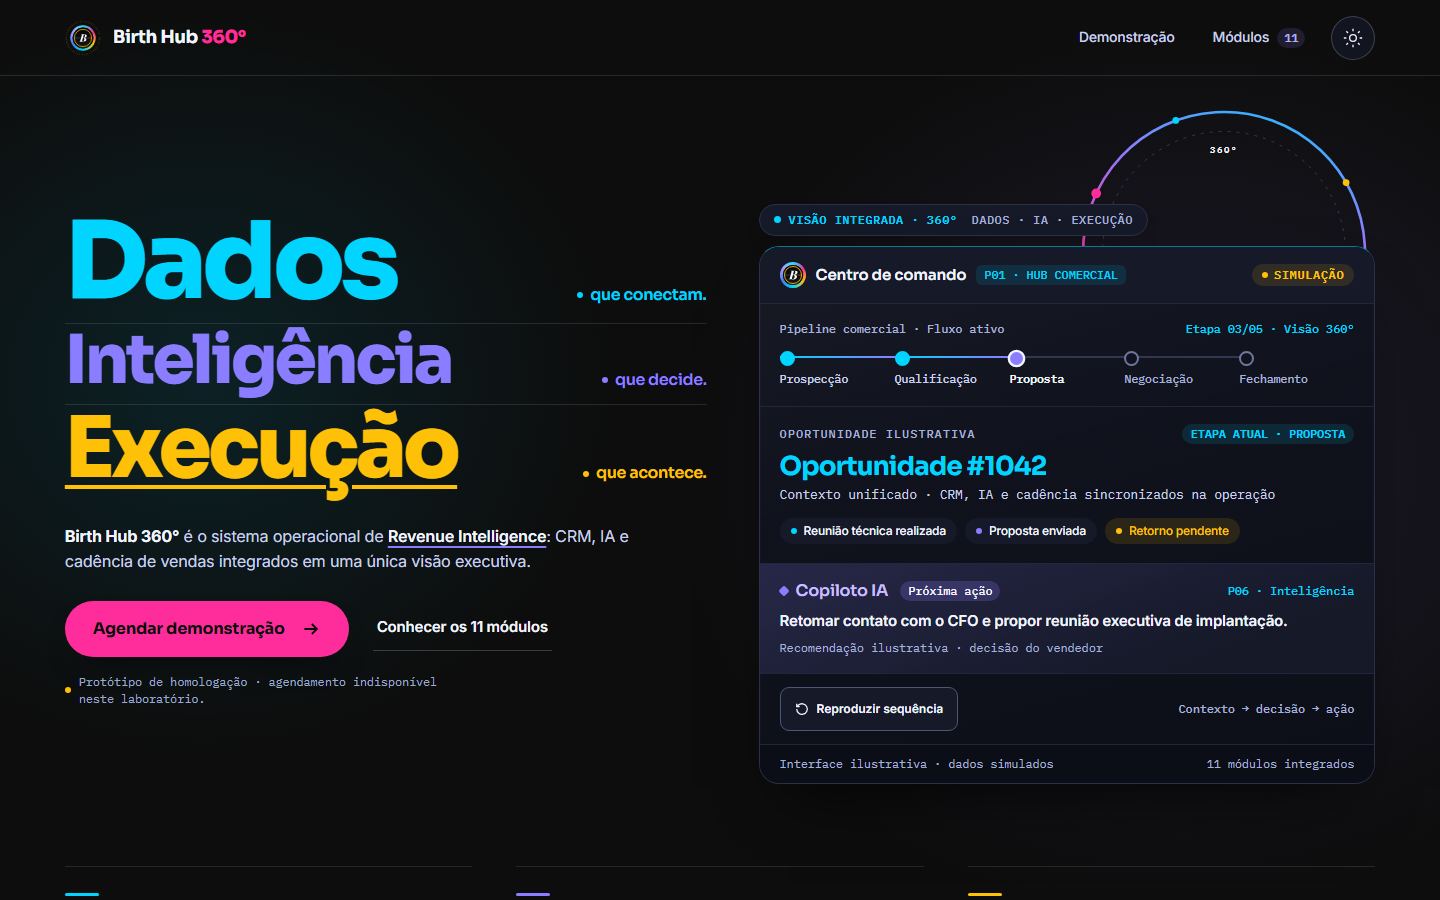 B Birth Hub 360°
Demonstração
Módulos 11
360°
Dados
que conectam.
Inteligência
que decide.
Execução
que acontece.
Birth Hub 360° é o sistema operacional de Revenue Intelligence: CRM, IA e
cadência de vendas integrados em uma única visão executiva.
Agendar demonstração →
Conhecer os 11 módulos
Protótipo de homologação · agendamento indisponível
neste laboratório.
VISÃO INTEGRADA · 360° DADOS · IA · EXECUÇÃO
B Centro de comando P01 · HUB COMERCIAL SIMULAÇÃO
Pipeline comercial · Fluxo ativo Etapa 03/05 · Visão 360°
Prospecção Qualificação Proposta Negociação Fechamento
OPORTUNIDADE ILUSTRATIVA ETAPA ATUAL · PROPOSTA
Oportunidade #1042
Contexto unificado · CRM, IA e cadência sincronizados na operação
Reunião técnica realizada Proposta enviada Retorno pendente
Copiloto IA Próxima ação P06 · Inteligência
Retomar contato com o CFO e propor reunião executiva de implantação.
Recomendação ilustrativa · decisão do vendedor
Reproduzir sequência Contexto → decisão → ação
Interface ilustrativa · dados simulados 11 módulos integrados